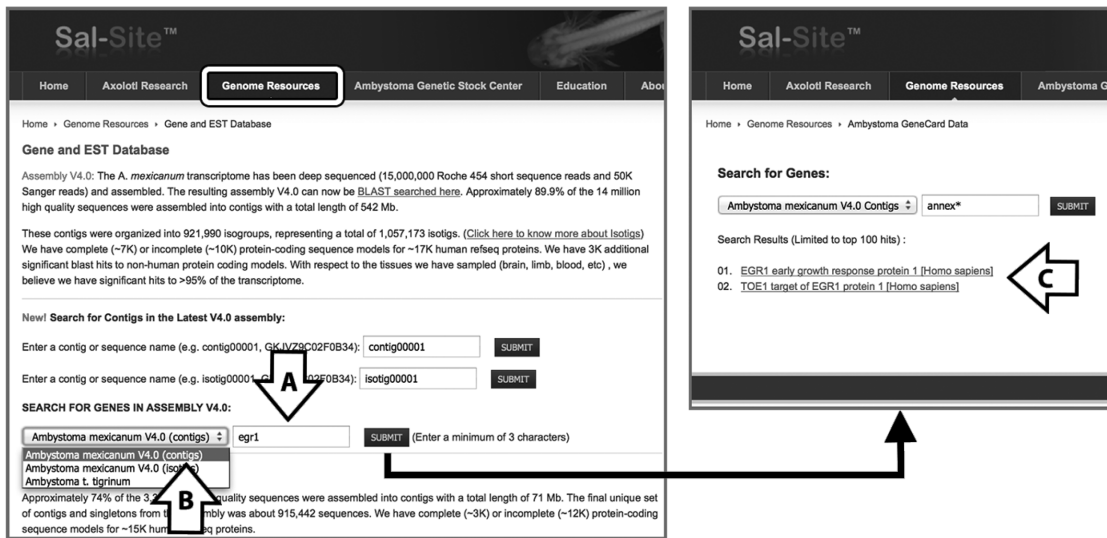 Sal-Site™
Home Axolotl Research Genome Resources Ambystoma Genetic Stock Center Education Abou
Home › Genome Resources › Gene and EST Database
Gene and EST Database
Assembly V4.0: The A. mexicanum transcriptome has been deep sequenced (15,000,000 Roche 454 short sequence reads and 50K
Sanger reads) and assembled. The resulting assembly V4.0 can now be BLAST searched here. Approximately 89.9% of the 14 million
high quality sequences were assembled into contigs with a total length of 542 Mb.
These contigs were organized into 921,990 isogroups, representing a total of 1,057,173 isotigs. (Click here to know more about Isotigs)
We have complete (~7K) or incomplete (~10K) protein-coding sequence models for ~17K human refseq proteins. We have 3K additional
significant blast hits to non-human protein coding models. With respect to the tissues we have sampled (brain, limb, blood, etc) , we
believe we have significant hits to >95% of the transcriptome.
New! Search for Contigs in the Latest V4.0 assembly:
Enter a contig or sequence name (e.g. contig00001, GKJVZ9C02F0B34): contig00001 SUBMIT
Enter a contig or sequence name (e.g. isotig00001, G C02F0B34): isotig00001 SUBMIT
A
SEARCH FOR GENES IN ASSEMBLY V4.0:
Ambystoma mexicanum V4.0 (contigs) egr1 SUBMIT (Enter a minimum of 3 characters)
Ambystoma mexicanum V4.0 (contigs)
Ambystoma mexicanum V4.0 (iso s)
Ambystoma t. tigrinum
B
Approximately 74% of the 3. quality sequences were assembled into contigs with a total length of 71 Mb. The final unique set
of contigs and singletons from mbly was about 915,442 sequences. We have complete (~3K) or incomplete (~12K) protein-coding
sequence models for ~15K hum eq proteins.
Sal-Site™
Home Axolotl Research Genome Resources Ambystoma G
Home › Genome Resources › Ambystoma GeneCard Data
Search for Genes:
Ambystoma mexicanum V4.0 Contigs annex* SUBMIT
Search Results (Limited to top 100 hits) :
01. EGR1 early growth response protein 1 [Homo sapiens]
02. TOE1 target of EGR1 protein 1 [Homo sapiens]
C